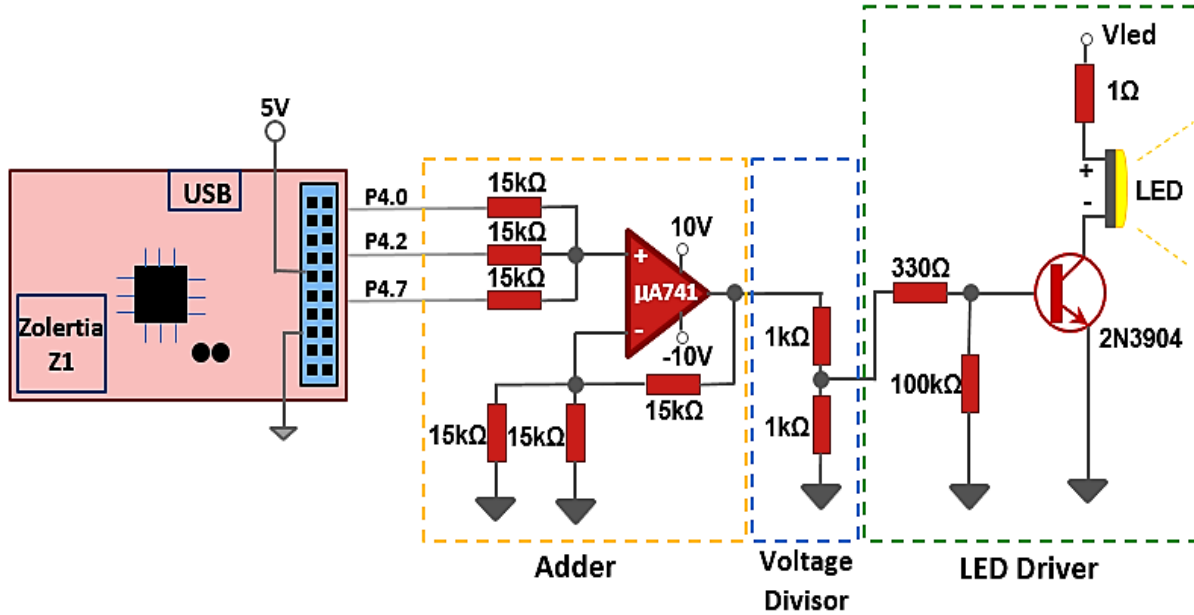 Vled
1Ω
5V
USB
P4.0
15kΩ
P4.2
15kΩ
P4.7
15kΩ
+
10V
µA741
-
-10V
+
LED
-
Zolertia
Z1
330Ω
1kΩ
2N3904
15kΩ
100kΩ
15kΩ
15kΩ
1kΩ
Adder
Voltage
Divisor
LED Driver